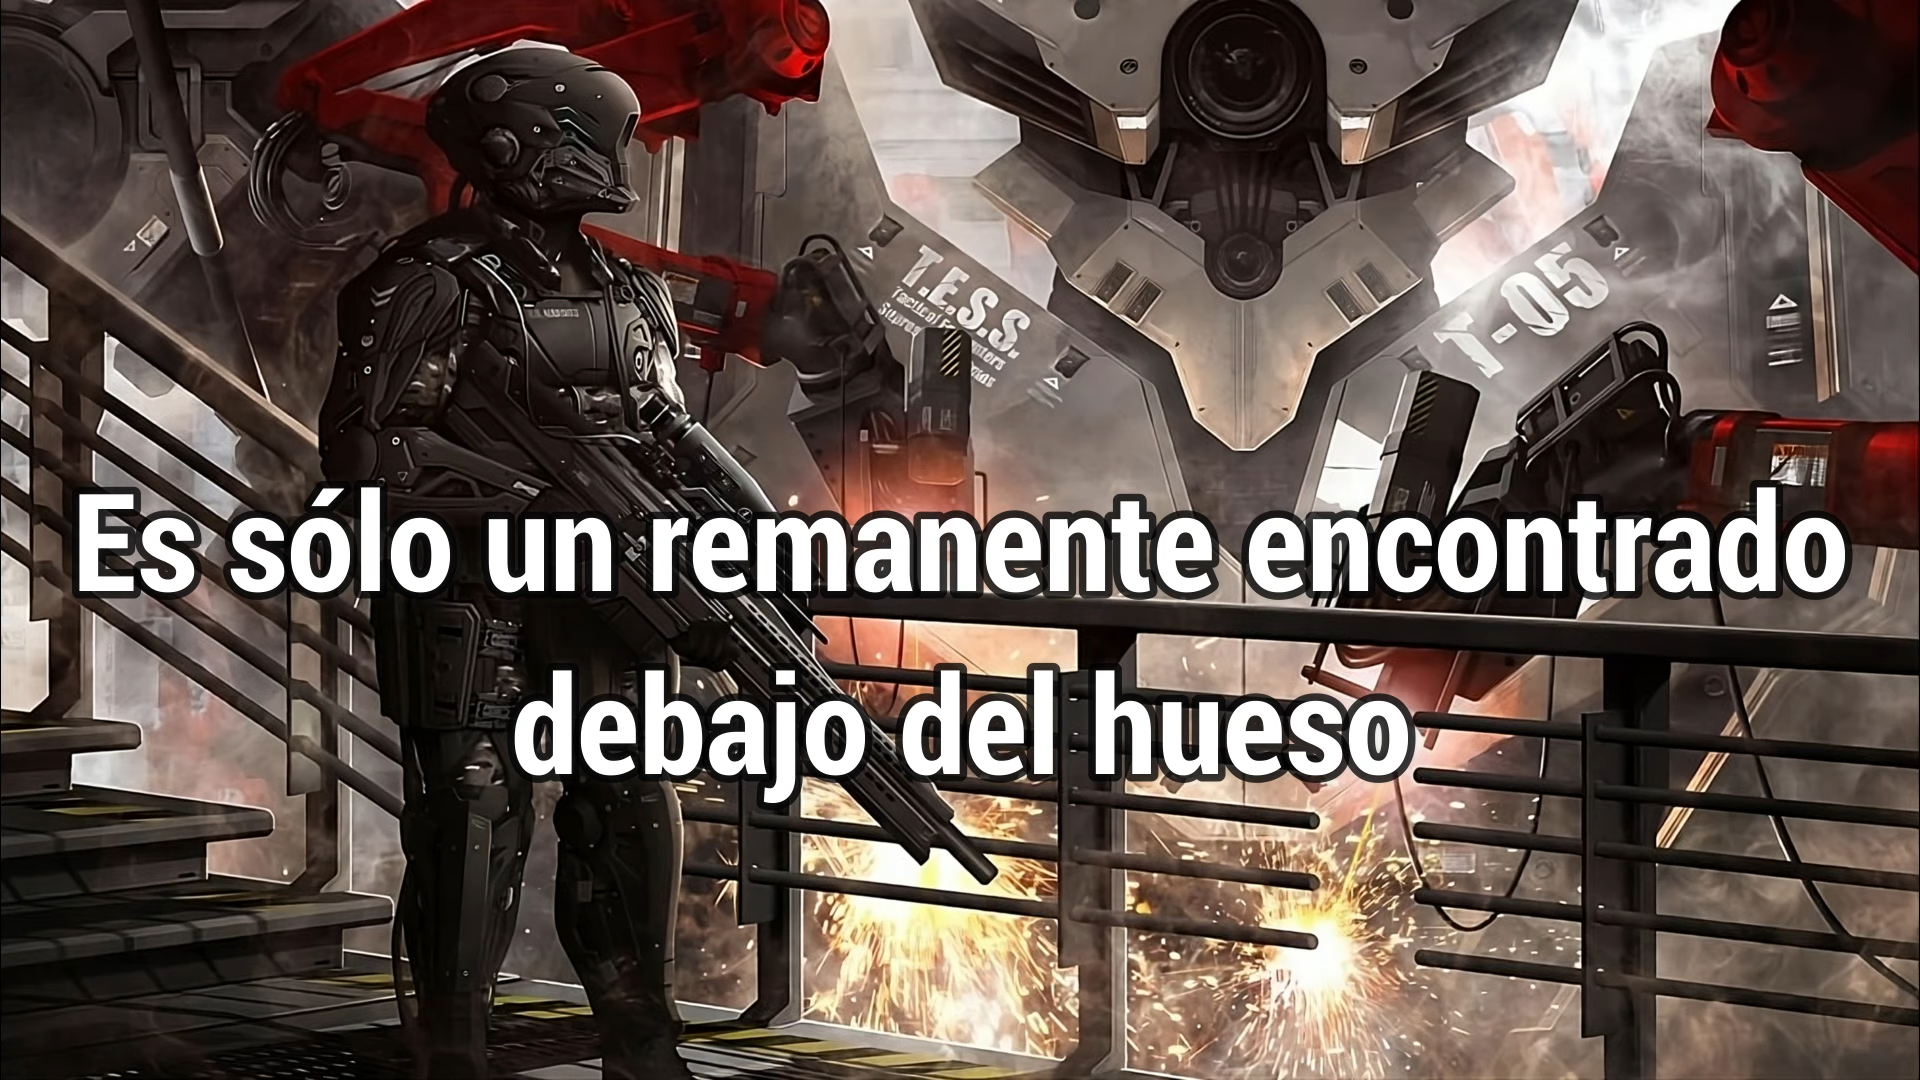 T.E.S.S.
T-05
Es sólo un remanente encontrado
debajo del hueso